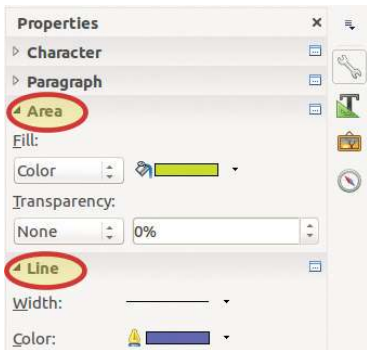 Properties
Character
Paragraph
Area
Fill:
Color
Transparency:
None 0%
Line
Width:
Color: